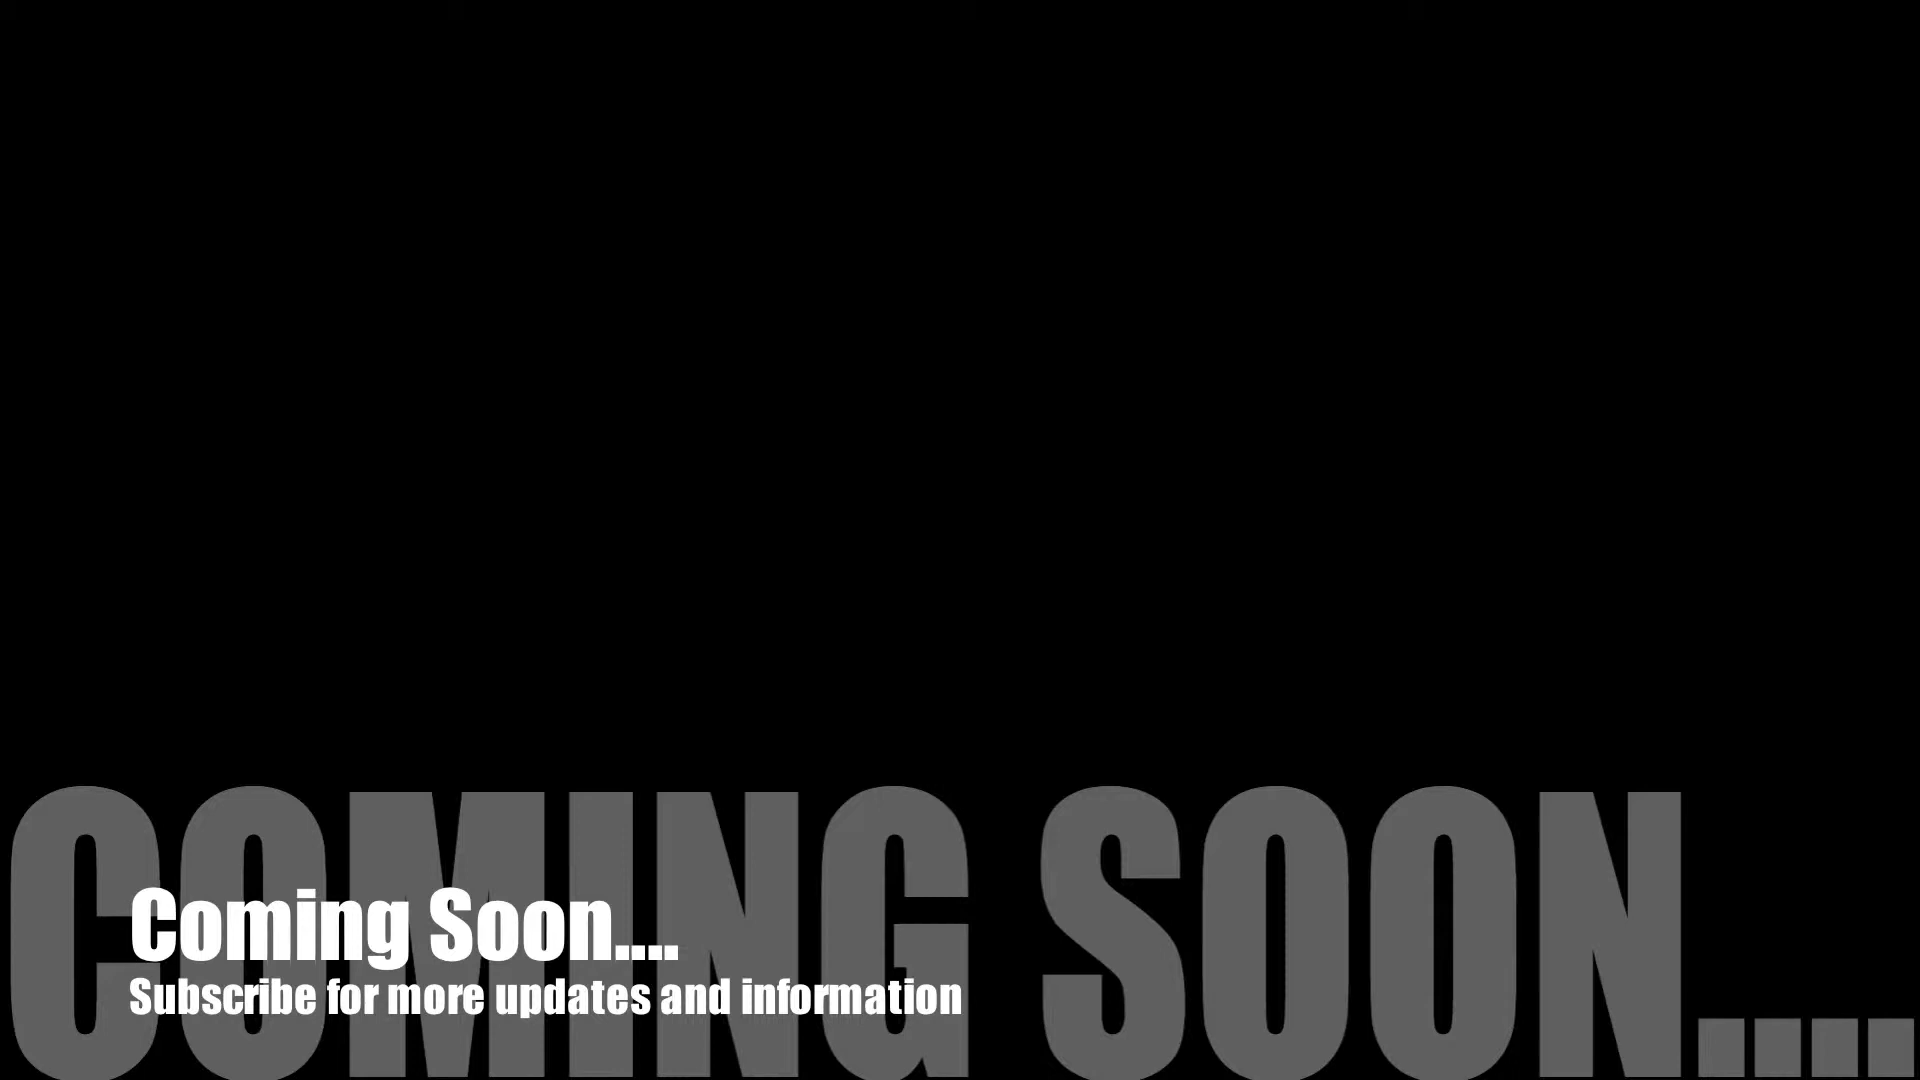 COMING SOON....
Coming Soon....
Subscribe for more updates and information